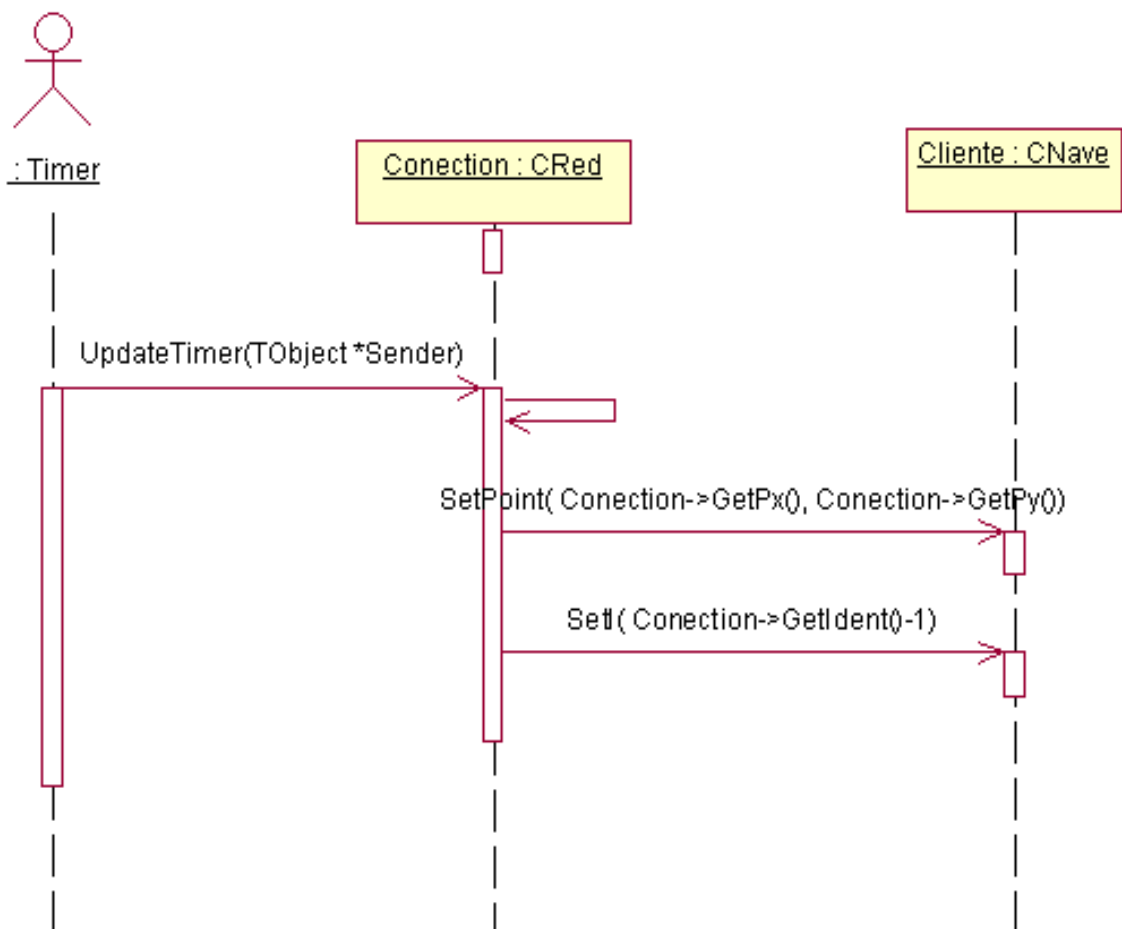 : Timer
Conection : CRed
Cliente : CNave
UpdateTimer(TObject *Sender)
SetPoint( Conection->GetPx(), Conection->GetPy())
SetI( Conection->GetIdent()-1)